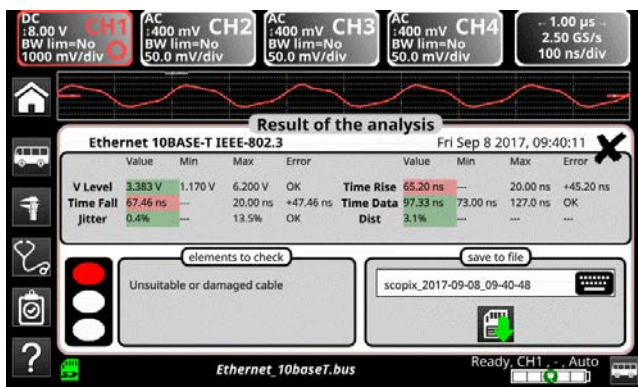 DC CH1 AC CH2 AC CH3 AC CH4 ←1.00 µs→
:8.00 V :400 mV :400 mV :400 mV 2.50 GS/s
BW lim=No BW lim=No BW lim=No BW lim=No 100 ns/div
1000 mV/div 50.0 mV/div 50.0 mV/div 50.0 mV/div
Result of the analysis
Ethernet 10BASE-T IEEE-802.3 Fri Sep 8 2017, 09:40:11
Value Min Max Error Value Min Max Error
V Level 3.383 V 1.170 V 6.200 V OK Time Rise 65.20 ns --- 20.00 ns +45.20 ns
Time Fall 67.46 ns --- 20.00 ns +47.46 ns Time Data 97.33 ns 73.00 ns 127.0 ns OK
Jitter 0.4% --- 13.5% OK Dist 3.1% --- --- ---
elements to check save to file
Unsuitable or damaged cable scopix_2017-09-08_09-40-48
? Ethernet_10baseT.bus Ready, CH1 , - , Auto